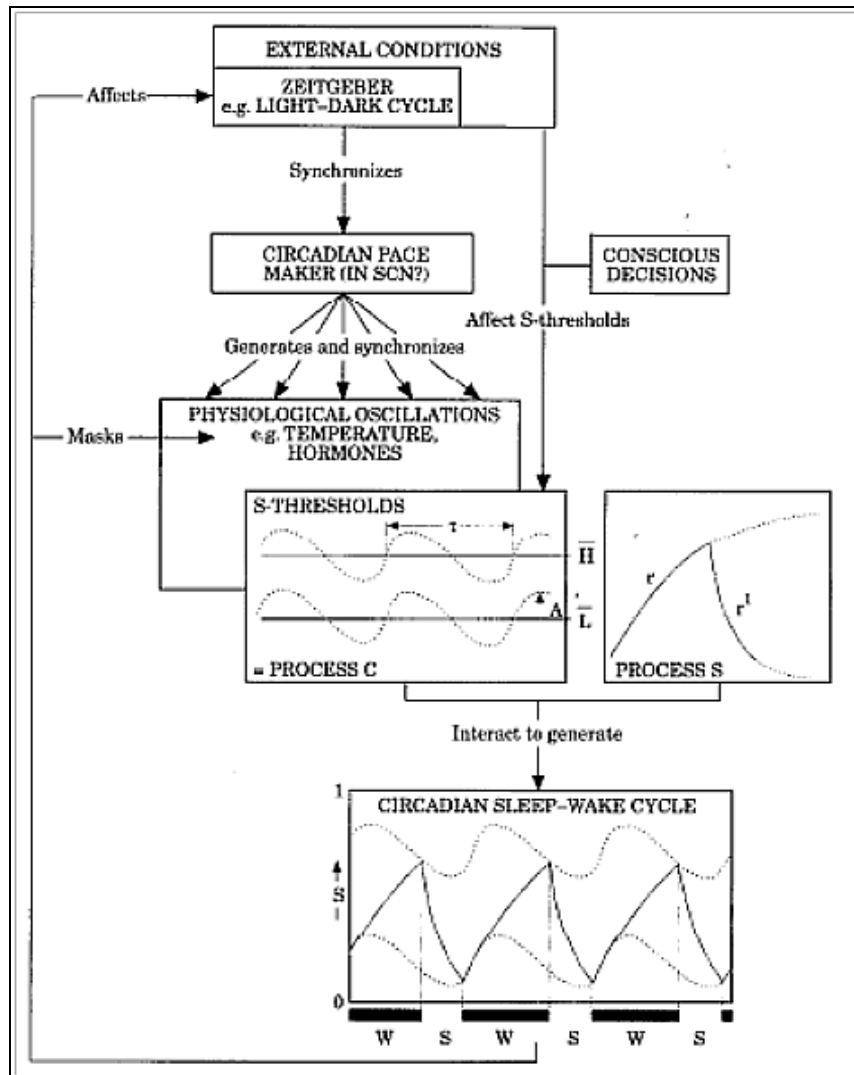 EXTERNAL CONDITIONS
ZEITGEBER
e.g. LIGHT–DARK CYCLE
Affects
Synchronizes
CIRCADIAN PACE
MAKER (IN SCN?)
CONSCIOUS
DECISIONS
Affect S-thresholds
Generates and synchronizes
PHYSIOLOGICAL OSCILLATIONS
e.g. TEMPERATURE,
HORMONES
Masks
S-THRESHOLDS
τ
H
A
L
= PROCESS C
r
r¹
PROCESS S
Interact to generate
1
CIRCADIAN SLEEP–WAKE CYCLE
S
0
W S W S W S